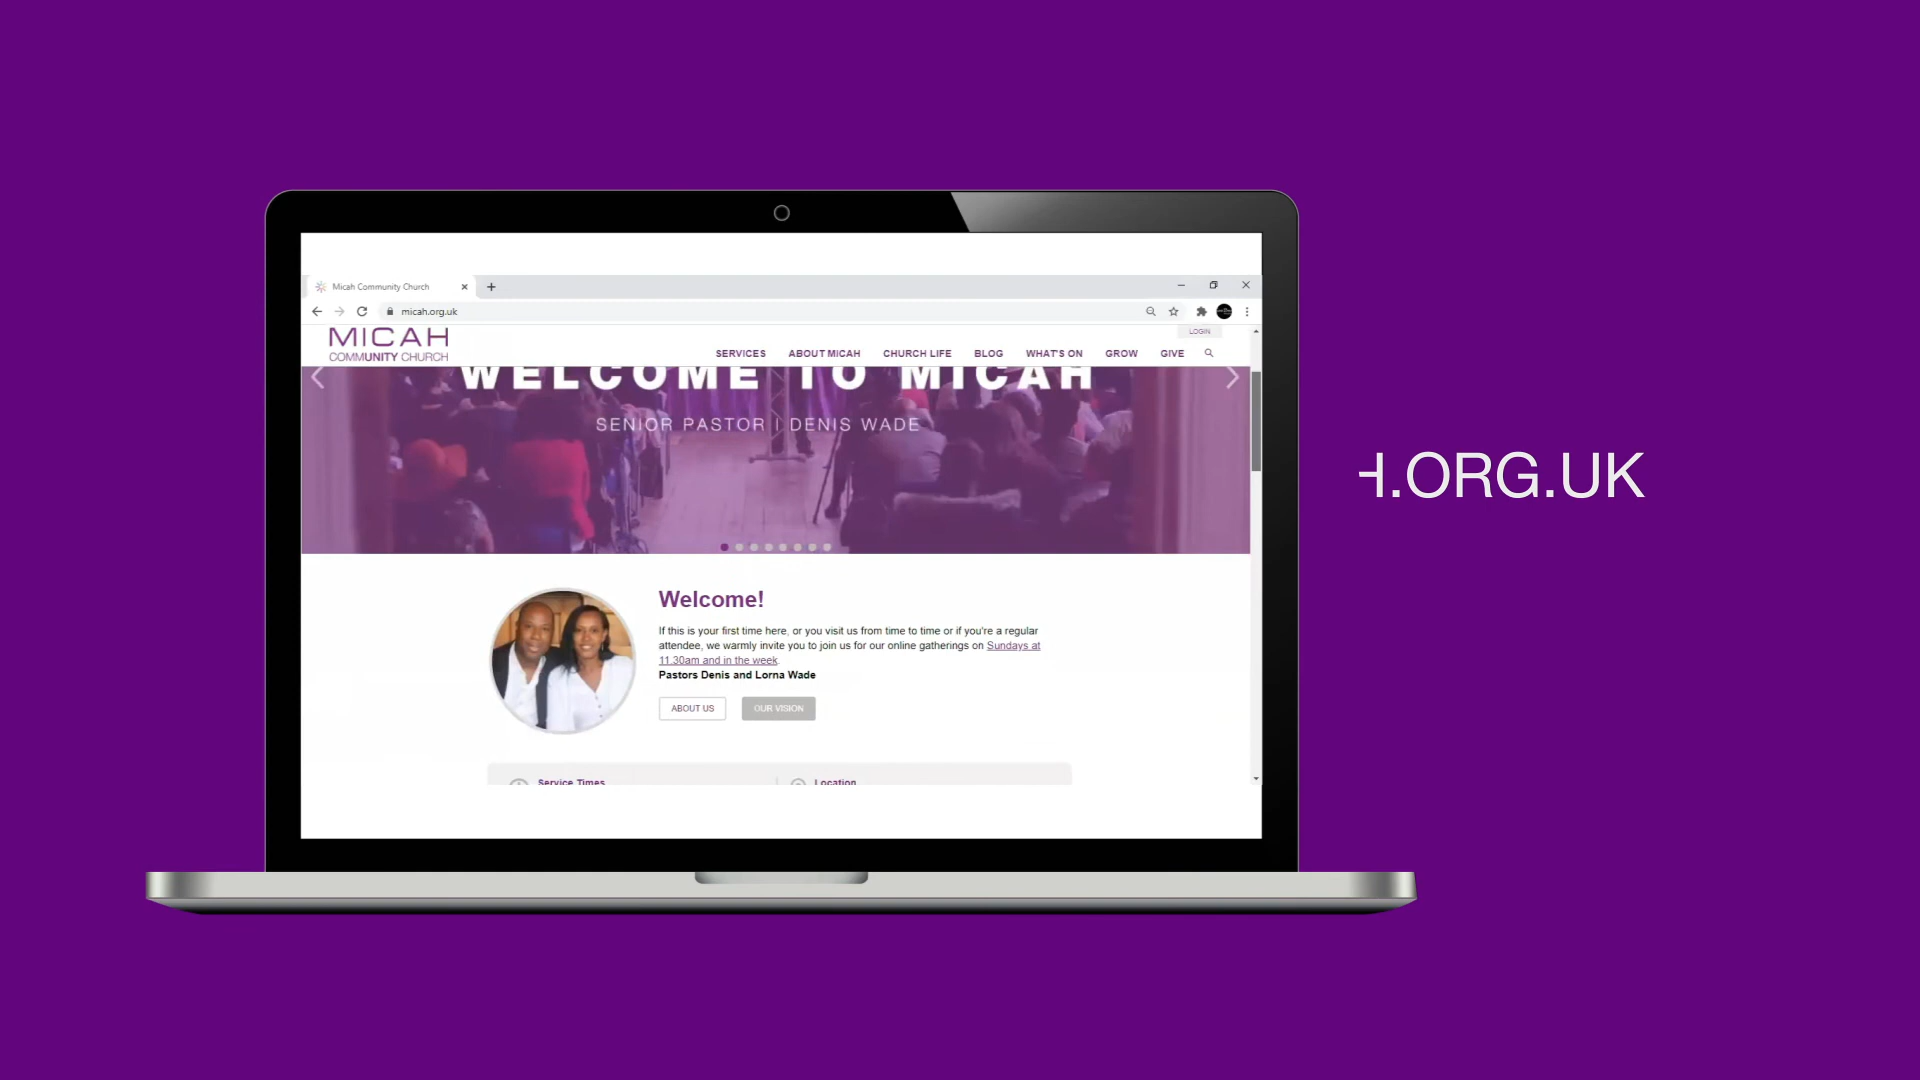 Micah Community Church
micah.org.uk
LOGIN
MICAH
COMMUNITY CHURCH
SERVICES ABOUT MICAH CHURCH LIFE BLOG WHAT'S ON GROW GIVE
WELCOME TO MICAH
SENIOR PASTOR | DENIS WADE
H.ORG.UK
Welcome!
If this is your first time here, or you visit us from time to time or if you're a regular
attendee, we warmly invite you to join us for our online gatherings on Sundays at
11.30am and in the week.
Pastors Denis and Lorna Wade
ABOUT US OUR VISION
Service Times Location